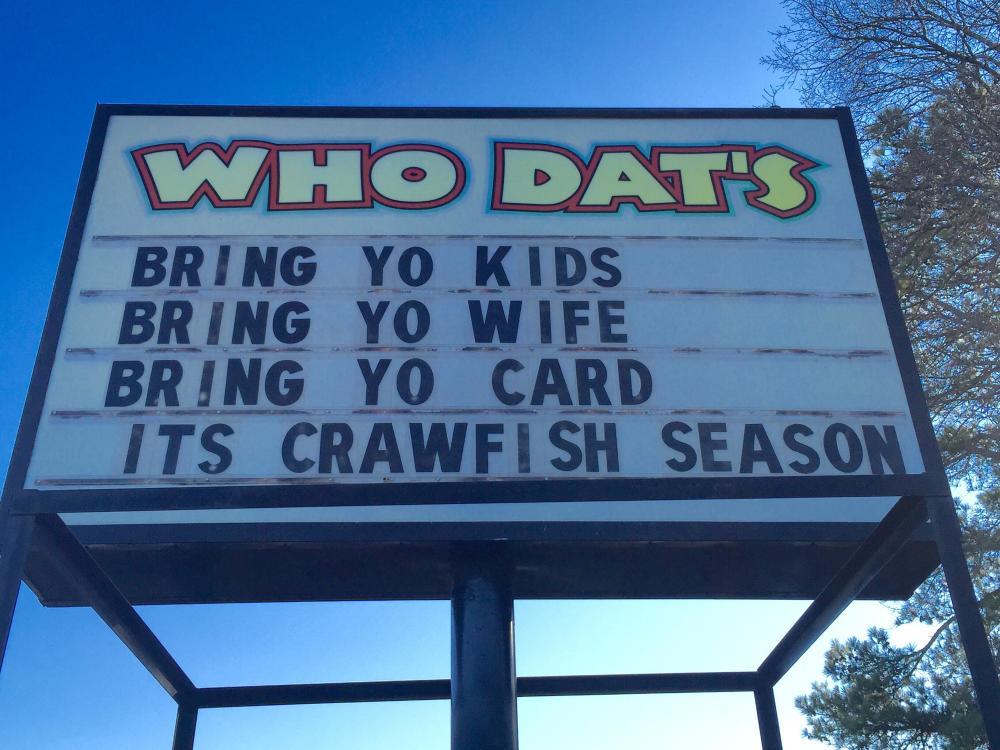 WHO DAT'S
BRING YO KIDS
BRING YO WIFE
BRING YO CARD
ITS CRAWFISH SEASON